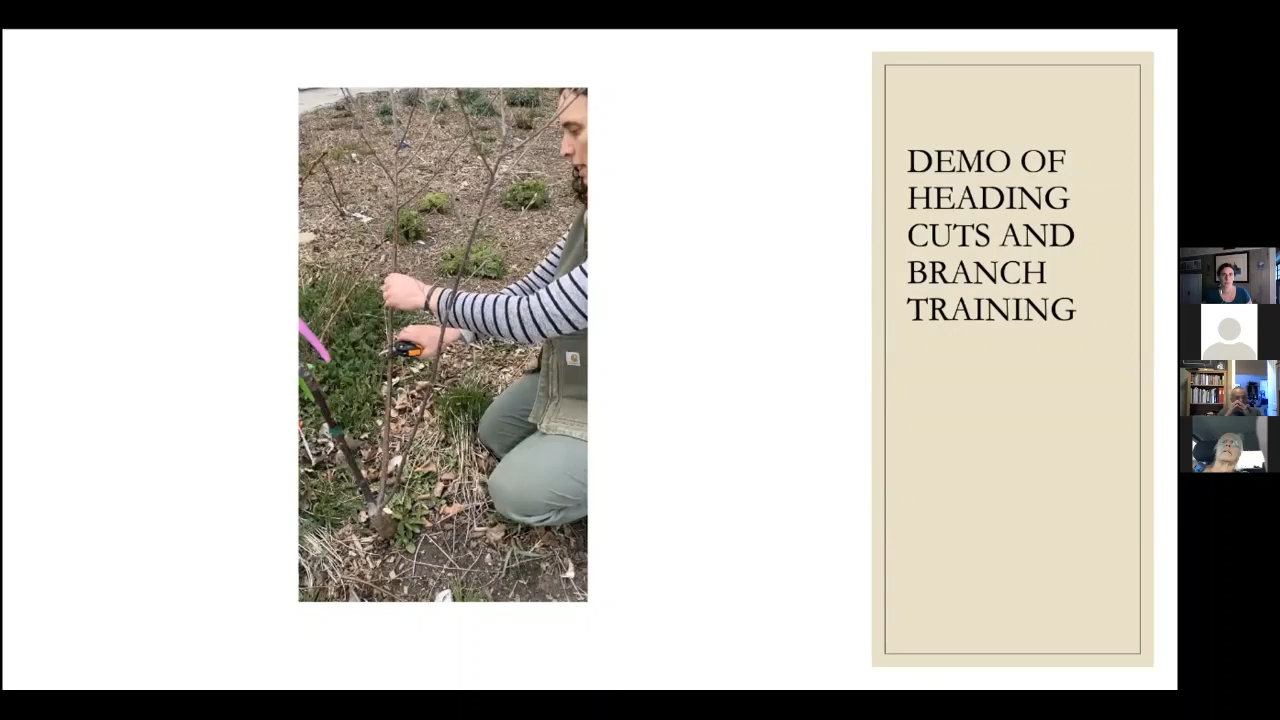 DEMO OF
HEADING
CUTS AND
BRANCH
TRAINING